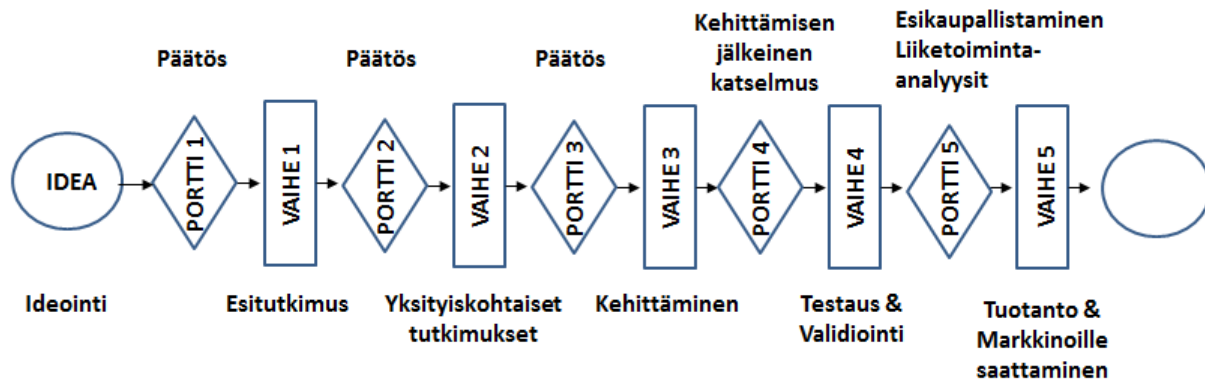 Päätös
Päätös
Päätös
Kehittämisen
jälkeinen
katselmus
Esikaupallistaminen
Liiketoiminta-
analyysit
IDEA
PORTTI 1
VAIHE 1
PORTTI 2
VAIHE 2
PORTTI 3
VAIHE 3
PORTTI 4
VAIHE 4
PORTTI 5
VAIHE 5
Ideointi
Esitutkimus
Yksityiskohtaiset
tutkimukset
Kehittäminen
Testaus &
Validiointi
Tuotanto &
Markkinoille
saattaminen